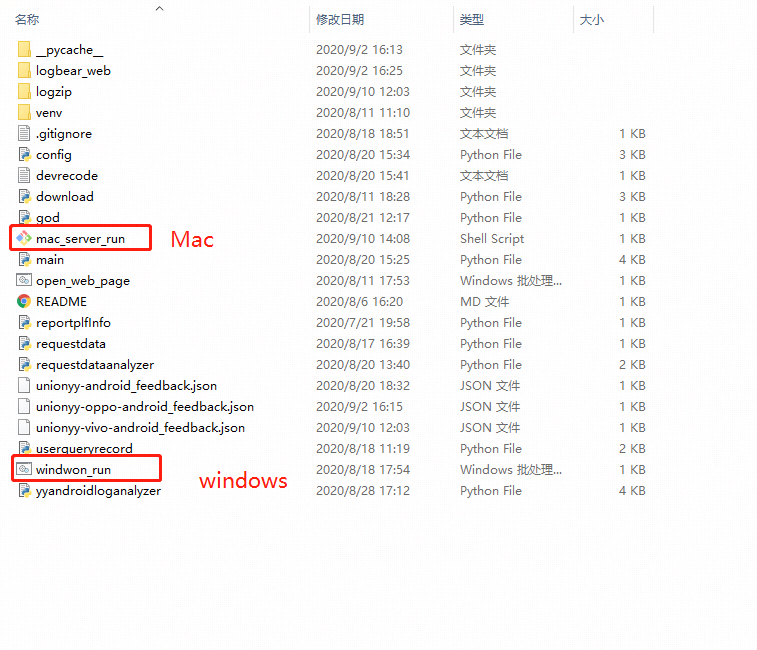 名称 修改日期 类型 大小
__pycache__ 2020/9/2 16:13 文件夹
logbear_web 2020/9/2 16:25 文件夹
logzip 2020/9/10 12:03 文件夹
venv 2020/8/11 11:10 文件夹
.gitignore 2020/8/18 18:51 文本文档 1 KB
config 2020/8/20 15:34 Python File 3 KB
devrecode 2020/8/20 15:41 文本文档 1 KB
download 2020/8/11 18:28 Python File 3 KB
god 2020/8/21 12:17 Python File 1 KB
mac_server_run Mac 2020/9/10 14:08 Shell Script 1 KB
main 2020/8/20 15:25 Python File 4 KB
open_web_page 2020/8/11 17:53 Windows 批处理... 1 KB
README 2020/8/6 16:20 MD 文件 1 KB
reportplfInfo 2020/7/21 19:58 Python File 1 KB
requestdata 2020/8/17 16:39 Python File 1 KB
requestdataanalyzer 2020/8/20 13:40 Python File 2 KB
unionyy-android_feedback.json 2020/8/20 18:32 JSON 文件 1 KB
unionyy-oppo-android_feedback.json 2020/9/2 16:15 JSON 文件 1 KB
unionyy-vivo-android_feedback.json 2020/9/10 12:03 JSON 文件 1 KB
userqueryrecord 2020/8/18 11:19 Python File 2 KB
windwon_run 2020/8/18 17:54 Windows 批处理... 1 KB
windows
yyandroidloganalyzer 2020/8/28 17:12 Python File 4 KB